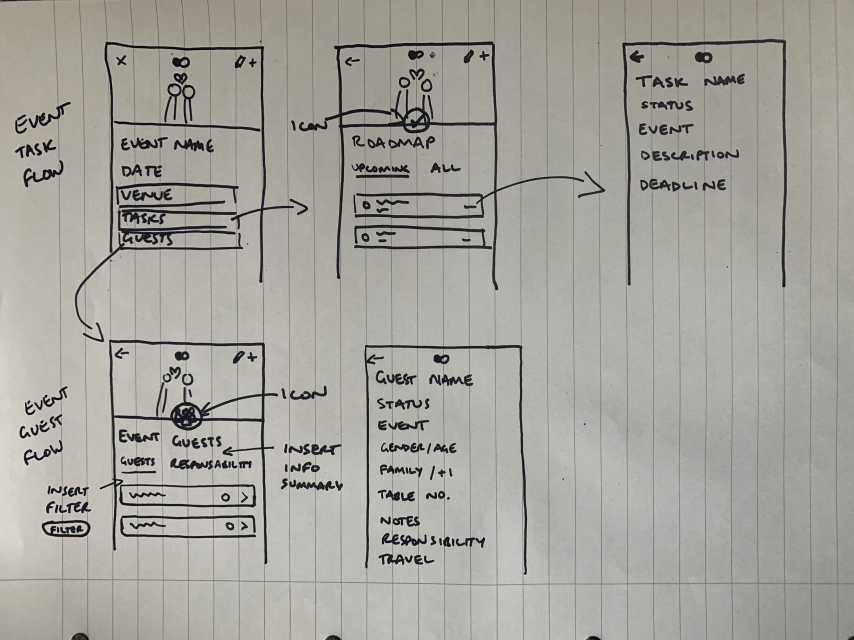 EVENT
TASK
FLOW
EVENT NAME
DATE
VENUE
TASKS
GUESTS
ICON
ROADMAP
UPCOMING ALL
TASK NAME
STATUS
EVENT
DESCRIPTION
DEADLINE
EVENT
GUEST
FLOW
ICON
EVENT GUESTS
GUESTS RESPONSABILITY
INSERT
INFO
SUMMARY
INSERT
FILTER
FILTER
GUEST NAME
STATUS
EVENT
GENDER/AGE
FAMILY /+1
TABLE NO.
NOTES
RESPONSIBILITY
TRAVEL